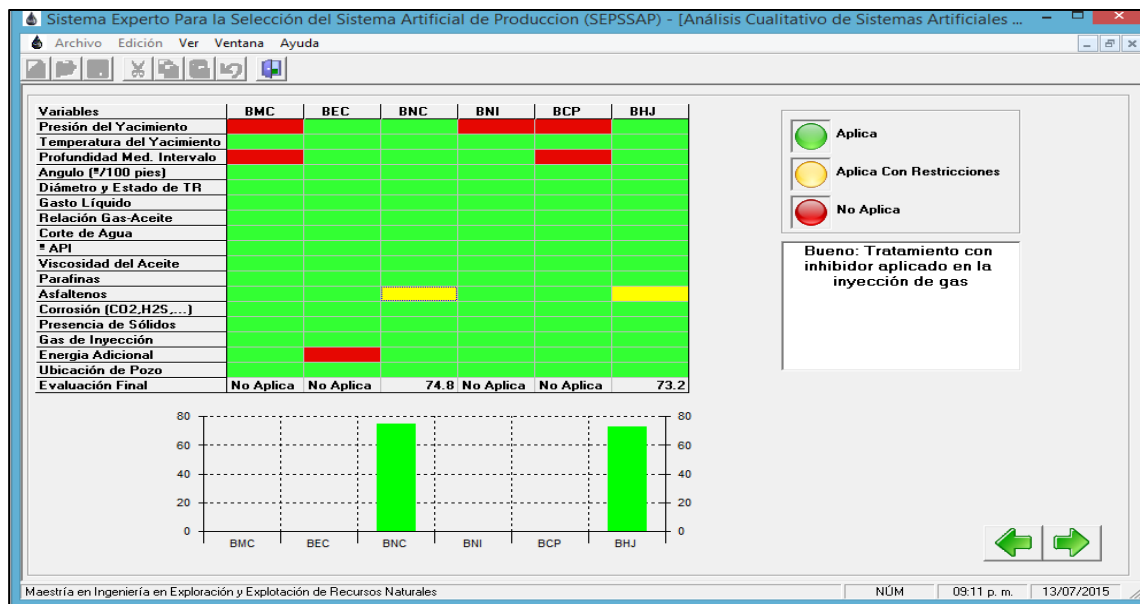 Sistema Experto Para la Selección del Sistema Artificial de Produccion (SEPSSAP) - [Análisis Cualitativo de Sistemas Artificiales ...
Archivo Edición Ver Ventana Ayuda
Variables BMC BEC BNC BNI BCP BHJ
Presión del Yacimiento
Temperatura del Yacimiento
Profundidad Med. Intervalo
Angulo (º/100 pies)
Diámetro y Estado de TR
Gasto Líquido
Relación Gas-Aceite
Corte de Agua
º API
Viscosidad del Aceite
Parafinas
Asfaltenos
Corrosión (CO2,H2S,...)
Presencia de Sólidos
Gas de Inyección
Energia Adicional
Ubicación de Pozo
Evaluación Final No Aplica No Aplica 74.8 No Aplica No Aplica 73.2
Aplica
Aplica Con Restricciones
No Aplica
Bueno: Tratamiento con
inhibidor aplicado en la
inyección de gas
80 80
60 60
40 40
20 20
0 0
BMC BEC BNC BNI BCP BHJ
Maestría en Ingeniería en Exploración y Explotación de Recursos Naturales NÚM 09:11 p. m. 13/07/2015